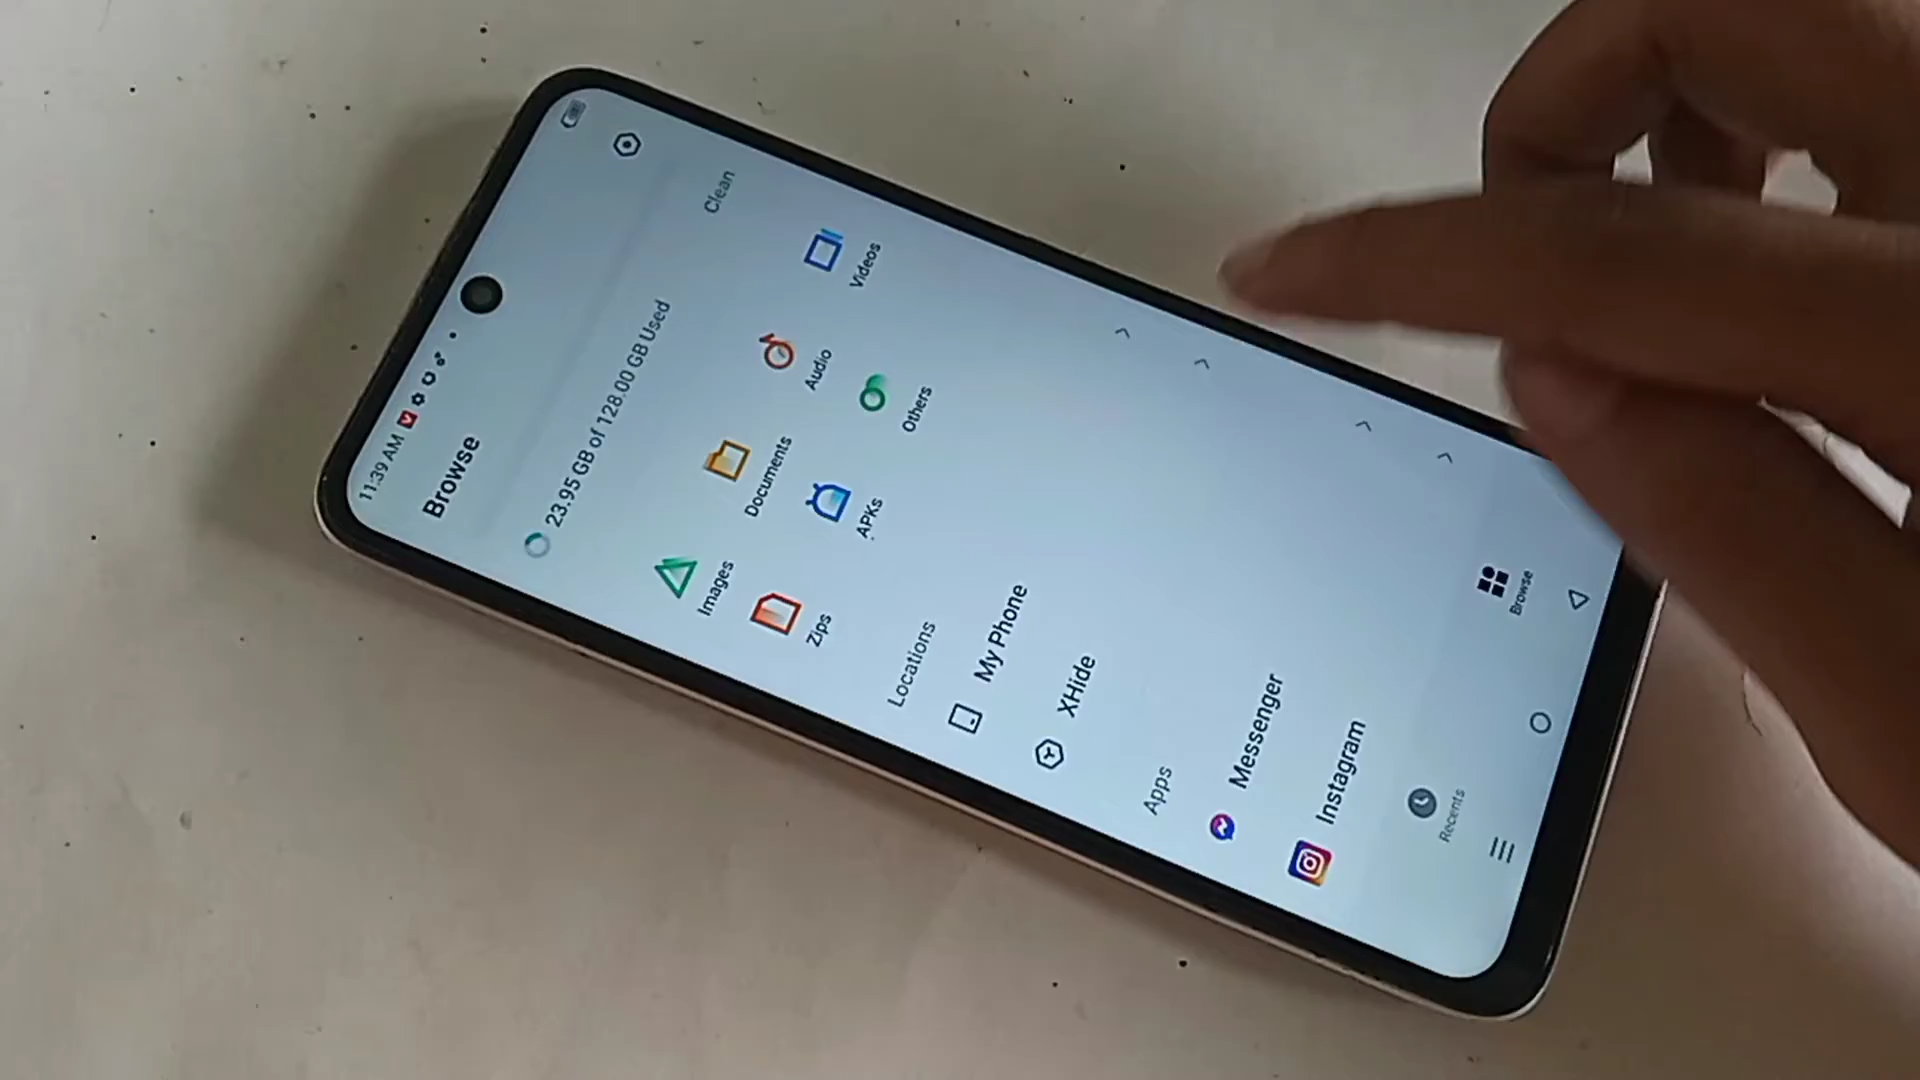 11:39 AM
Browse
23.95 GB of 128.00 GB Used
Clean
Images
Documents
Audio
Videos
Zips
APKs
Others
Locations
My Phone
XHide
Apps
Messenger
Instagram
Recents
Browse